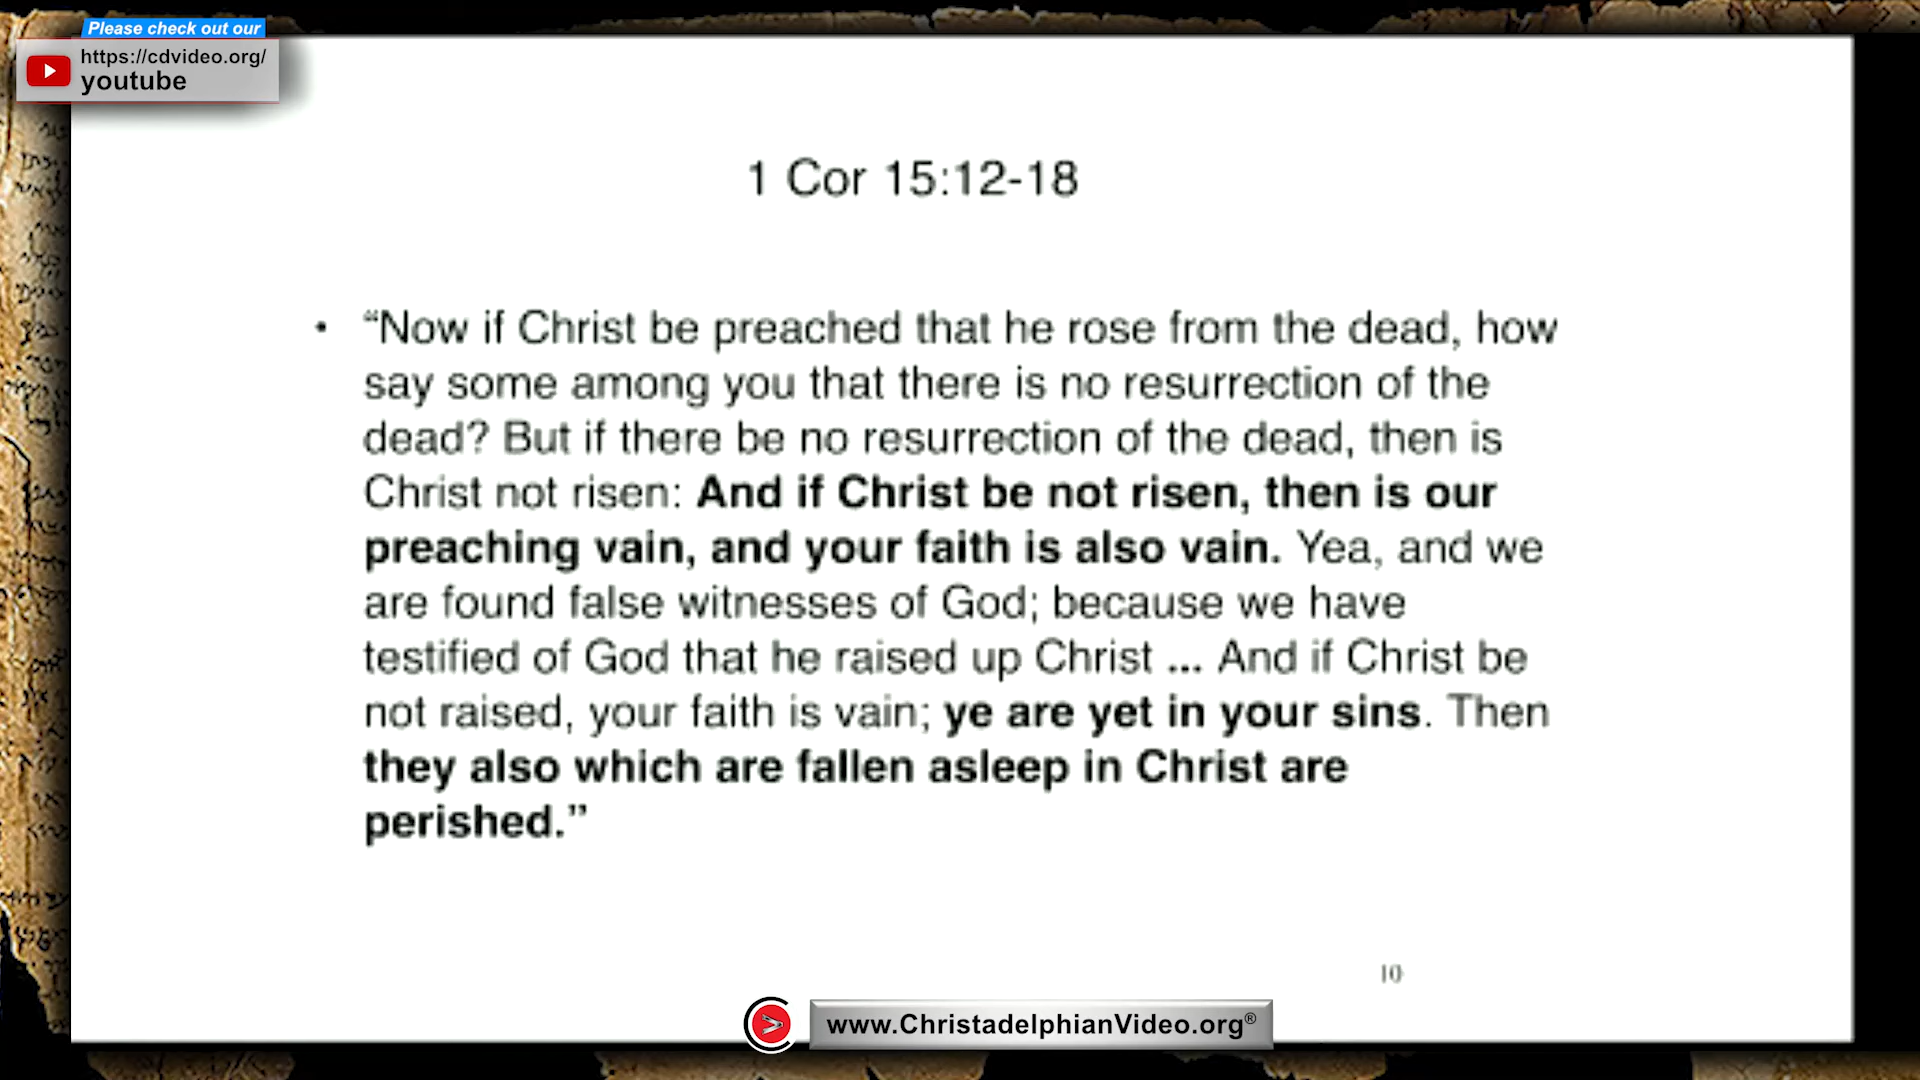 Please check out our
https://cdvideo.org/
youtube
1 Cor 15:12-18
• “Now if Christ be preached that he rose from the dead, how
say some among you that there is no resurrection of the
dead? But if there be no resurrection of the dead, then is
Christ not risen: And if Christ be not risen, then is our
preaching vain, and your faith is also vain. Yea, and we
are found false witnesses of God; because we have
testified of God that he raised up Christ ... And if Christ be
not raised, your faith is vain; ye are yet in your sins. Then
they also which are fallen asleep in Christ are
perished.”
10
www.ChristadelphianVideo.org®